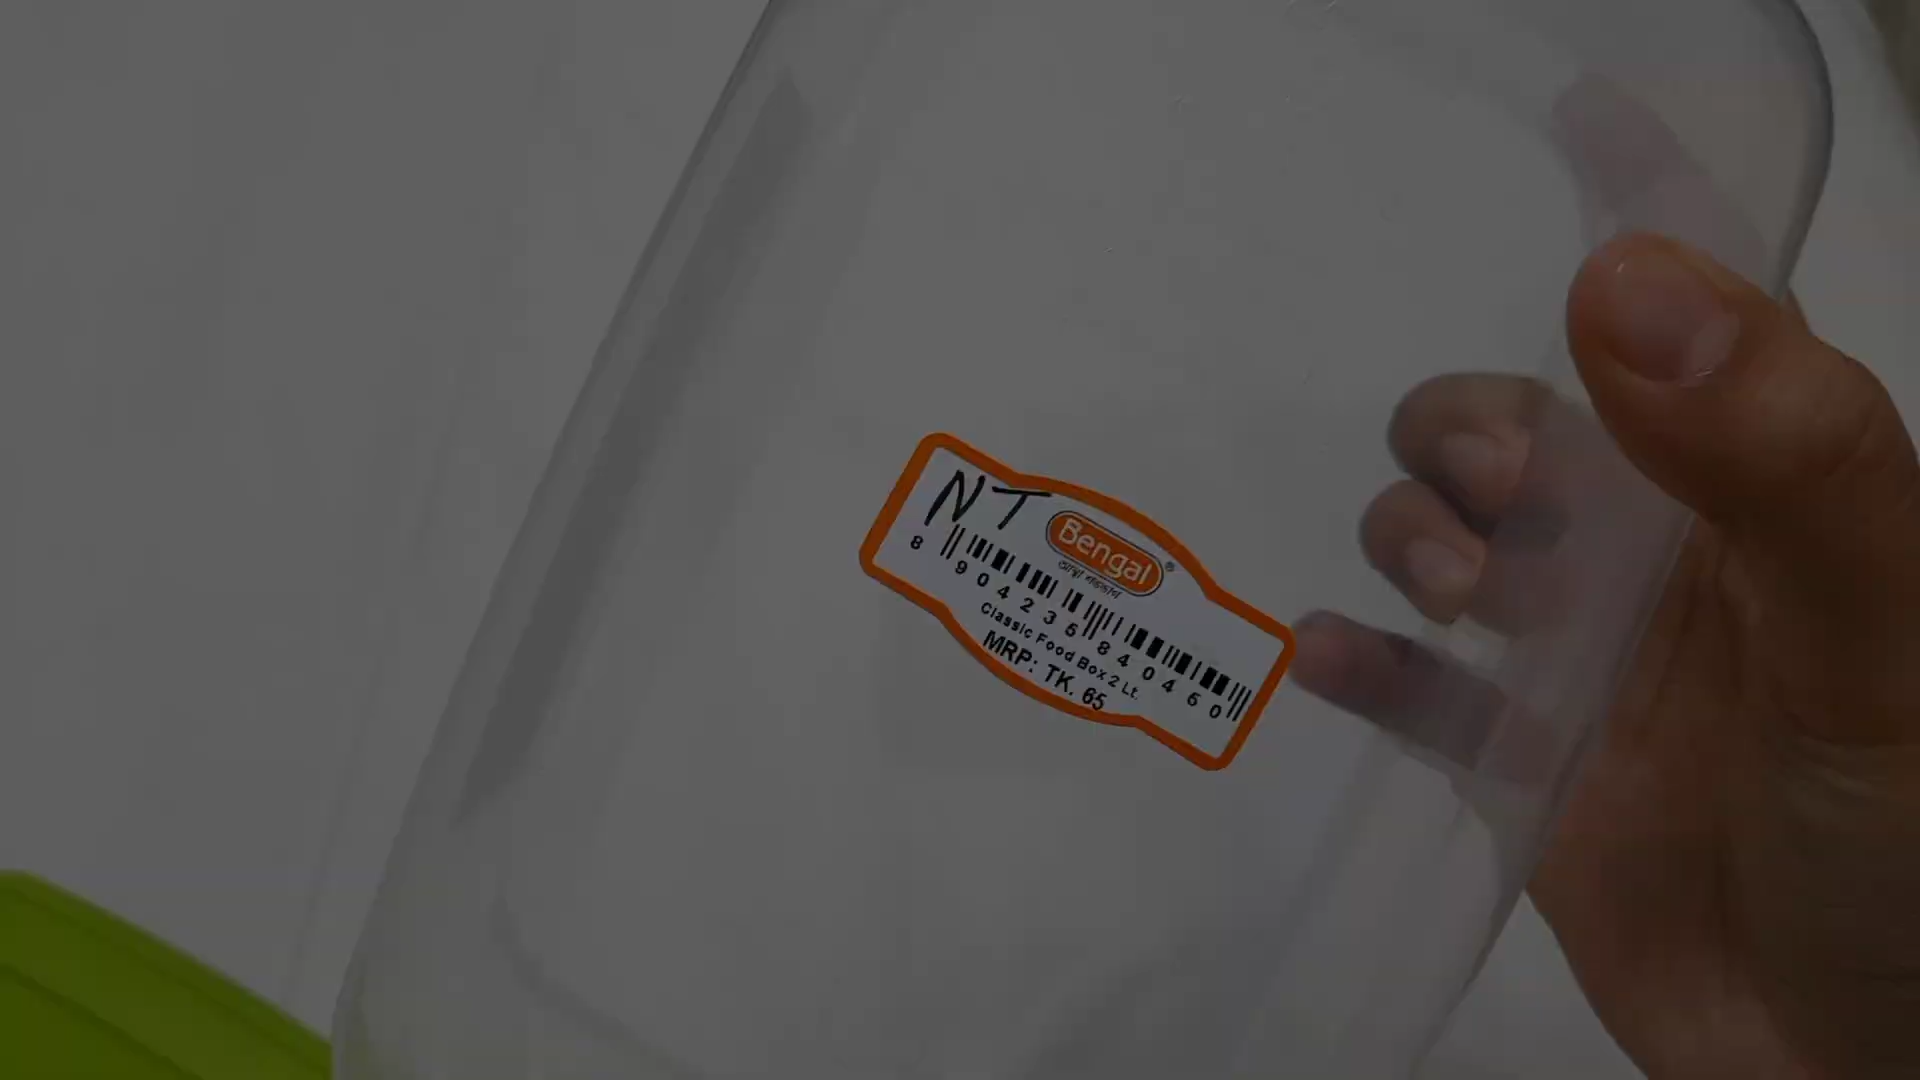 NT
Bengal®
8 904235 840460
Classic Food Box 2 Lt.
MRP: TK. 65